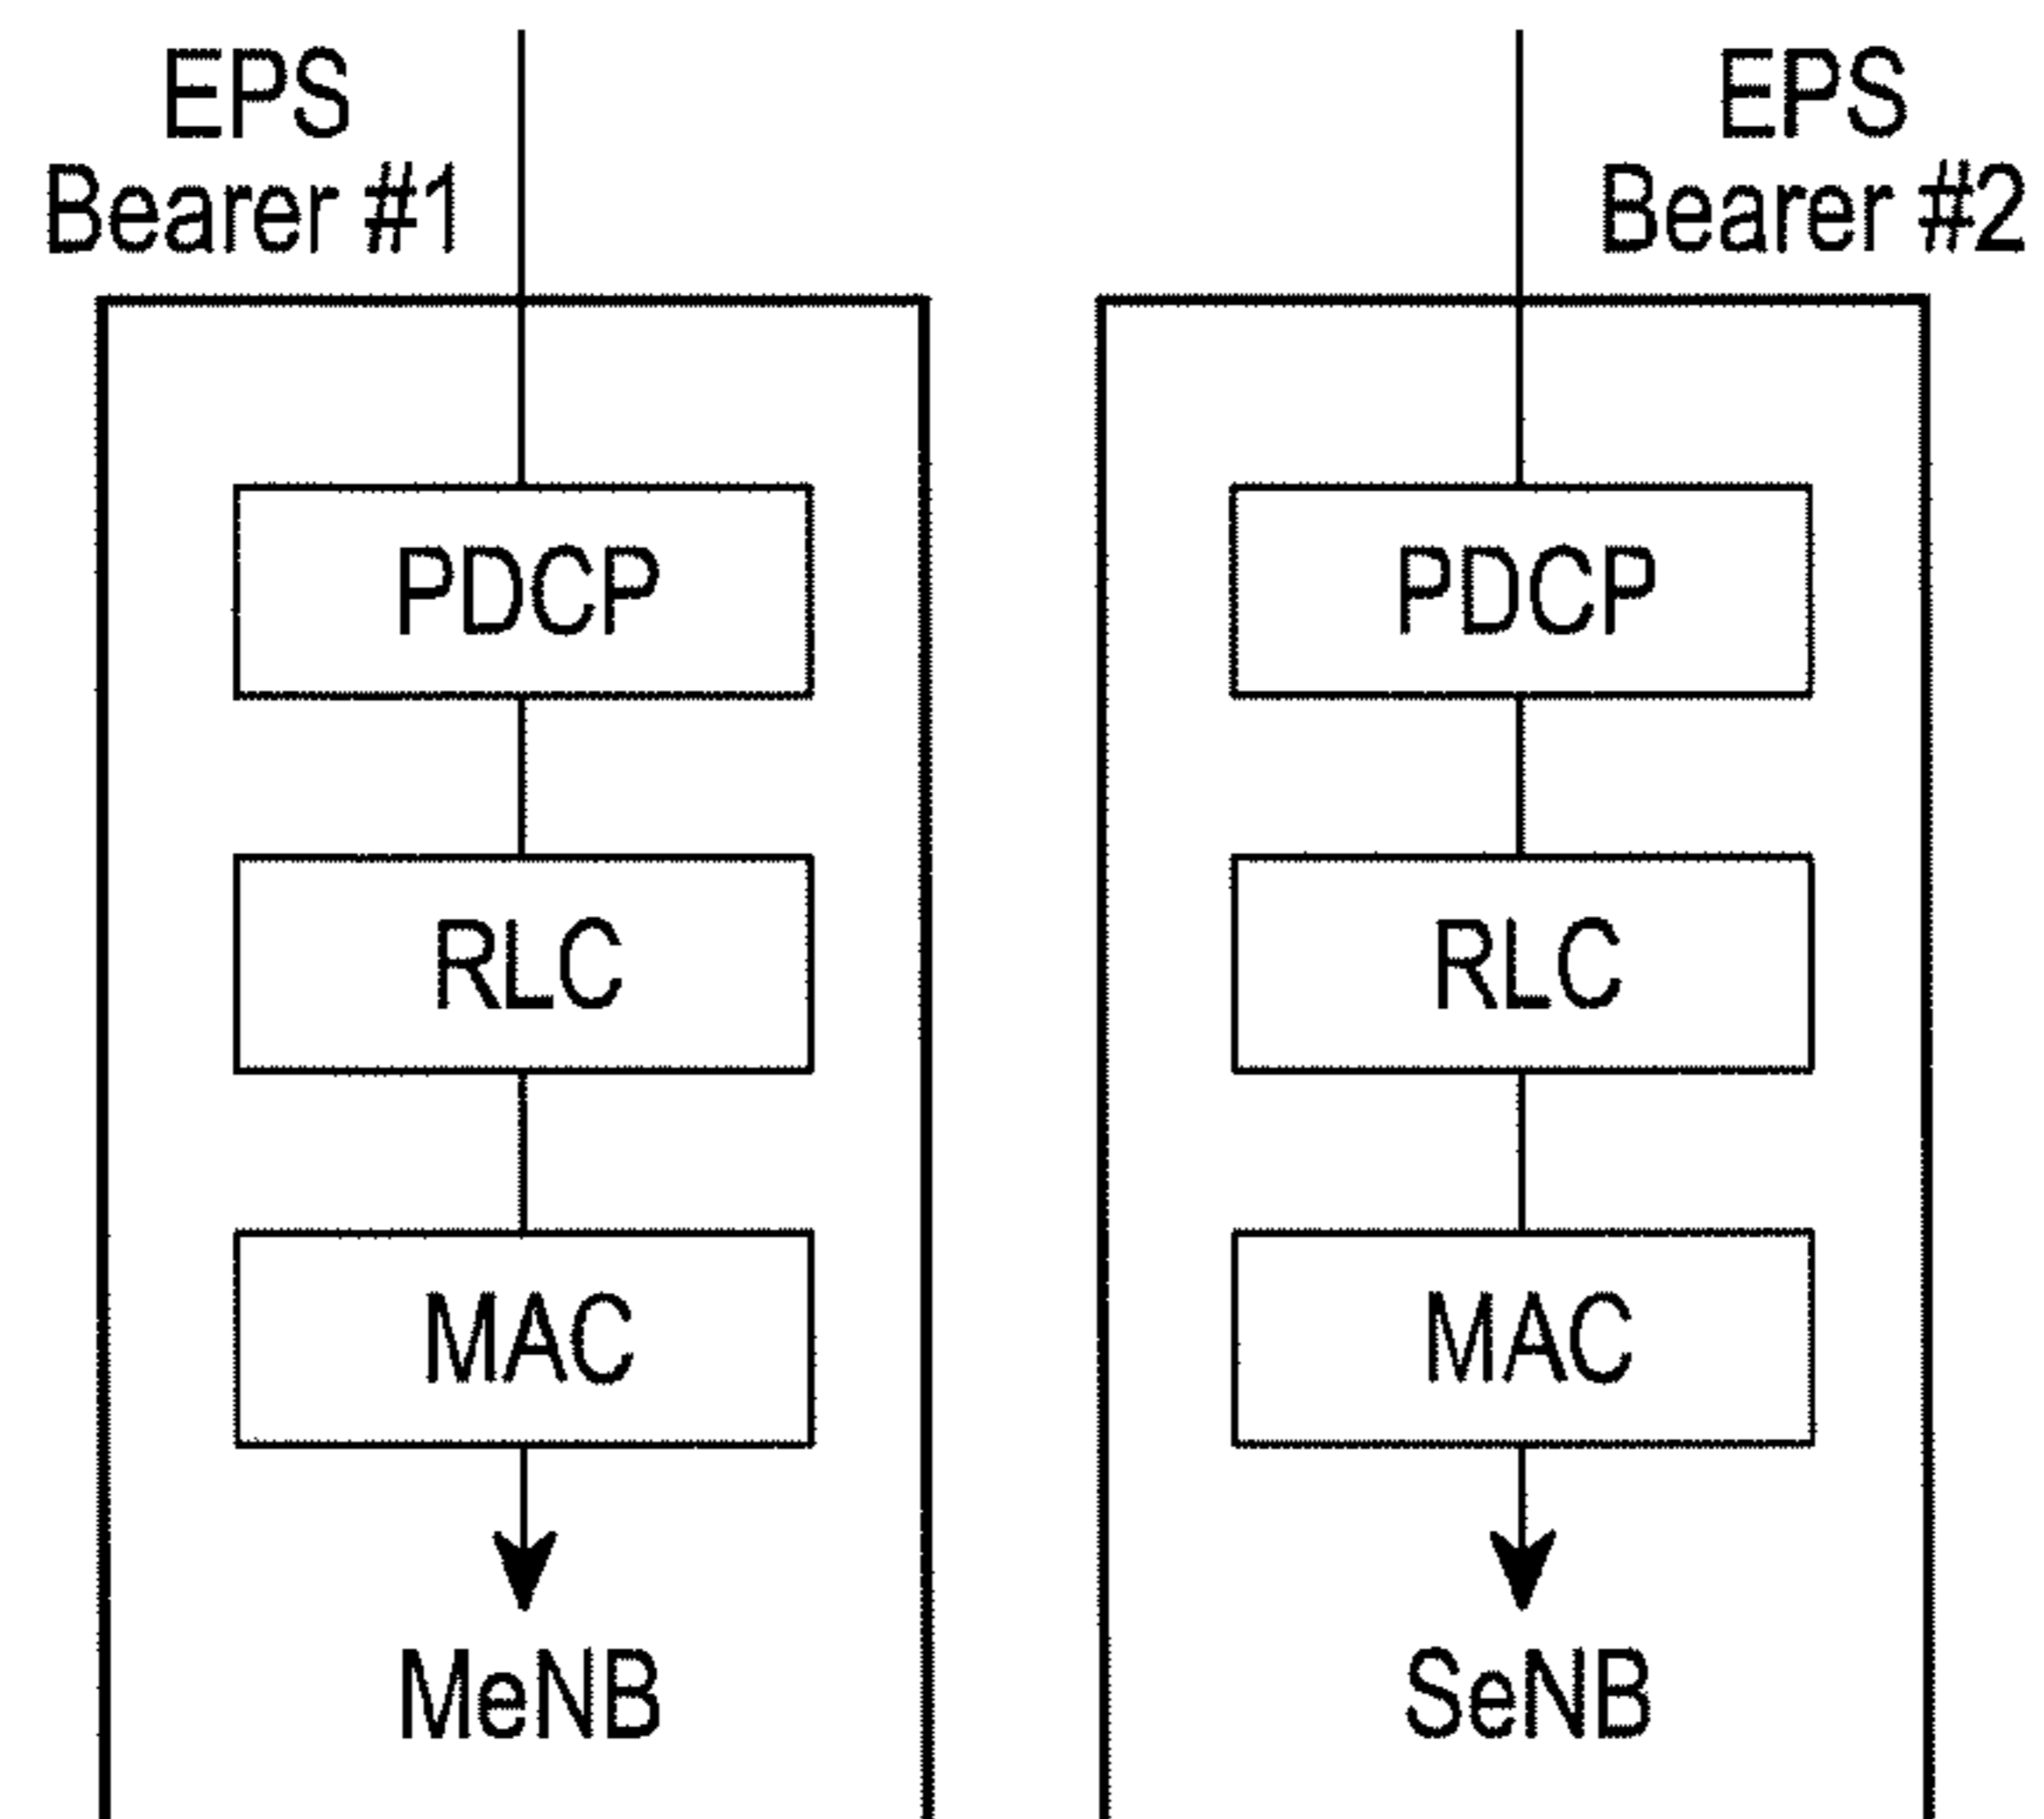 EPS
Bearer #1
PDCP
RLC
MAC
MeNB
EPS
Bearer #2
PDCP
RLC
MAC
SeNB